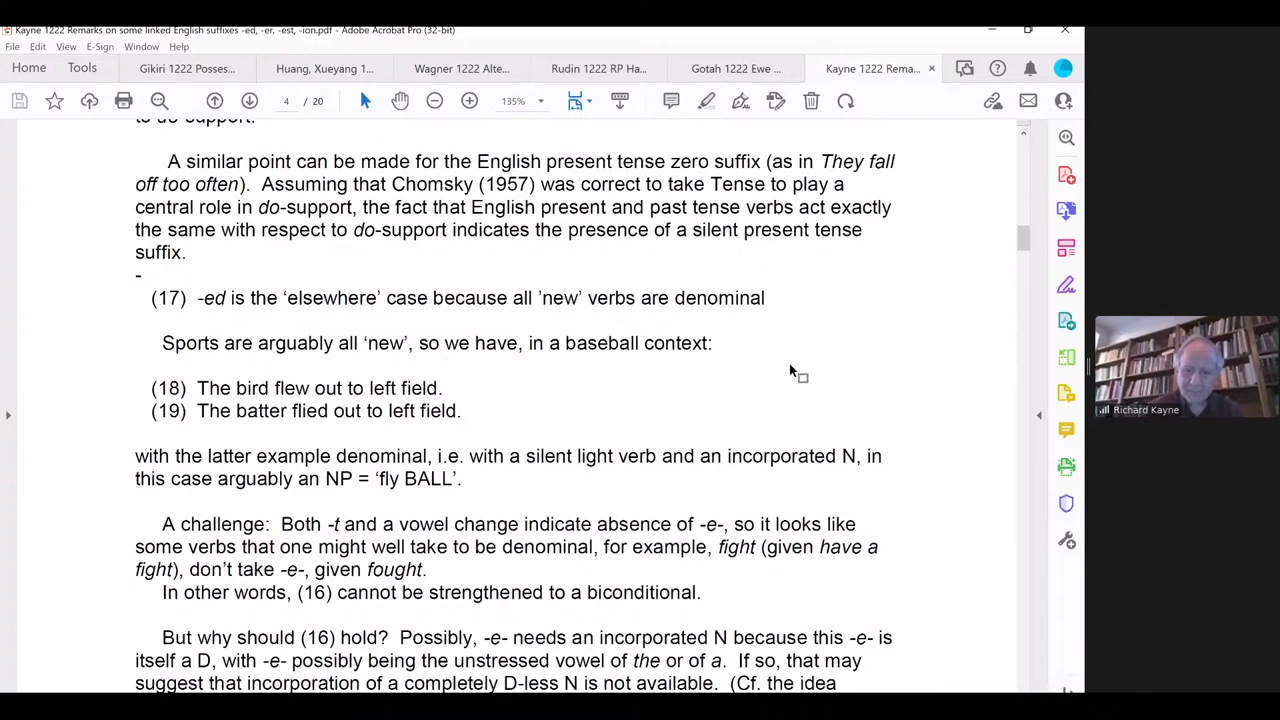 Kayne 1222 Remarks on some linked English suffixes -ed, -er, -est, -ion.pdf - Adobe Acrobat Pro (32-bit)
File Edit View E-Sign Window Help
Home Tools Gikiri 1222 Posses... Huang, Xueyang 1... Wagner 1222 Alte... Rudin 1222 RP Ha... Gotah 1222 Ewe ... Kayne 1222 Rema... ×
4 / 20 135%
to do-support.
A similar point can be made for the English present tense zero suffix (as in They fall
off too often). Assuming that Chomsky (1957) was correct to take Tense to play a
central role in do-support, the fact that English present and past tense verbs act exactly
the same with respect to do-support indicates the presence of a silent present tense
suffix.
-
(17) -ed is the ‘elsewhere’ case because all ’new’ verbs are denominal
Sports are arguably all ‘new’, so we have, in a baseball context:
(18) The bird flew out to left field.
(19) The batter flied out to left field.
with the latter example denominal, i.e. with a silent light verb and an incorporated N, in
this case arguably an NP = ‘fly BALL’.
A challenge: Both -t and a vowel change indicate absence of -e-, so it looks like
some verbs that one might well take to be denominal, for example, fight (given have a
fight), don’t take -e-, given fought.
In other words, (16) cannot be strengthened to a biconditional.
But why should (16) hold? Possibly, -e- needs an incorporated N because this -e- is
itself a D, with -e- possibly being the unstressed vowel of the or of a. If so, that may
suggest that incorporation of a completely D-less N is not available. (Cf. the idea
Richard Kayne